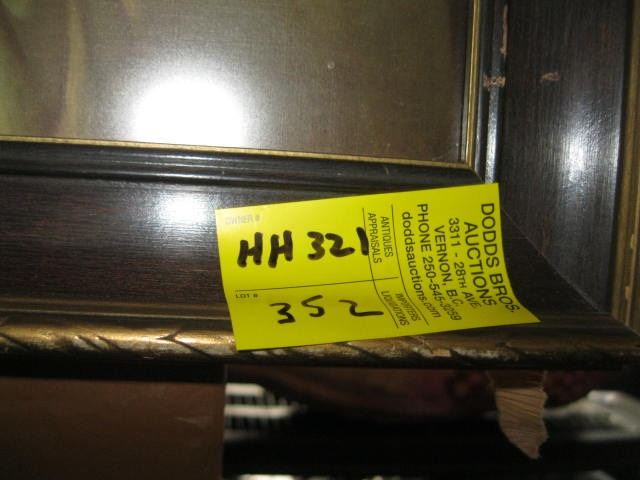 OWNER #
HH 321
LOT #
352
ANTIQUES
APPRAISALS
IMPORTERS
LIQUIDATIONS
DODDS BROS.
AUCTIONS
3311 - 28TH AVE.
VERNON, B.C.
PHONE 250-545-3259
doddsauctions.com